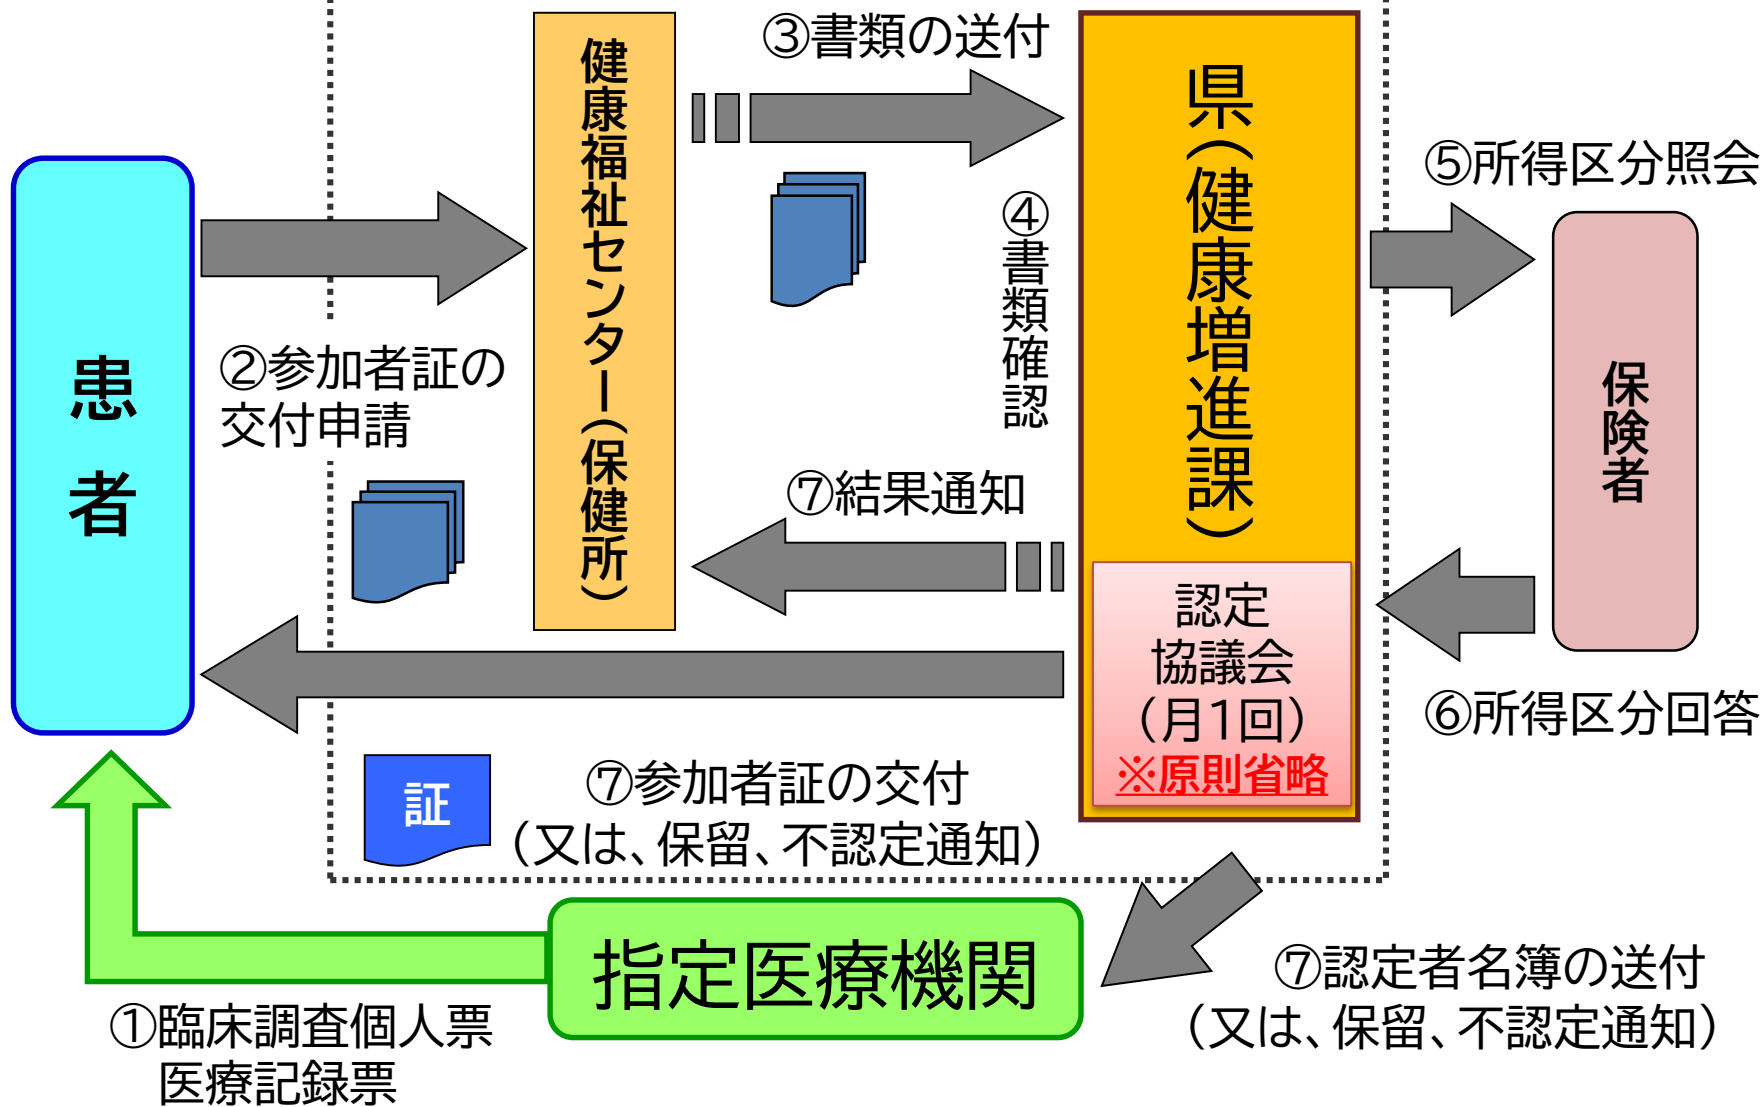 ③書類の送付
健康福祉センター(保健所)
県(健康増進課)
⑤所得区分照会
④書類確認
患者
②参加者証の
交付申請
保険者
⑦結果通知
認定
協議会
(月1回)
※原則省略
⑥所得区分回答
証
⑦参加者証の交付
(又は、保留、不認定通知)
指定医療機関
⑦認定者名簿の送付
(又は、保留、不認定通知)
①臨床調査個人票
医療記録票